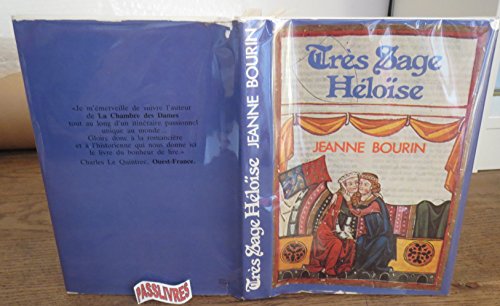 «Je m'émerveille de suivre l'auteur
de La Chambre des Dames
tout au long d'un itinéraire passionnel
unique au monde...
Gloire donc à la romancière
et à l'historienne qui nous donne ici
le livre du bonheur de lire.»
Charles Le Quintrec, Ouest-France.
PASSLIVRES
Très Sage Héloïse JEANNE BOURIN
Très Sage
Héloïse
JEANNE BOURIN